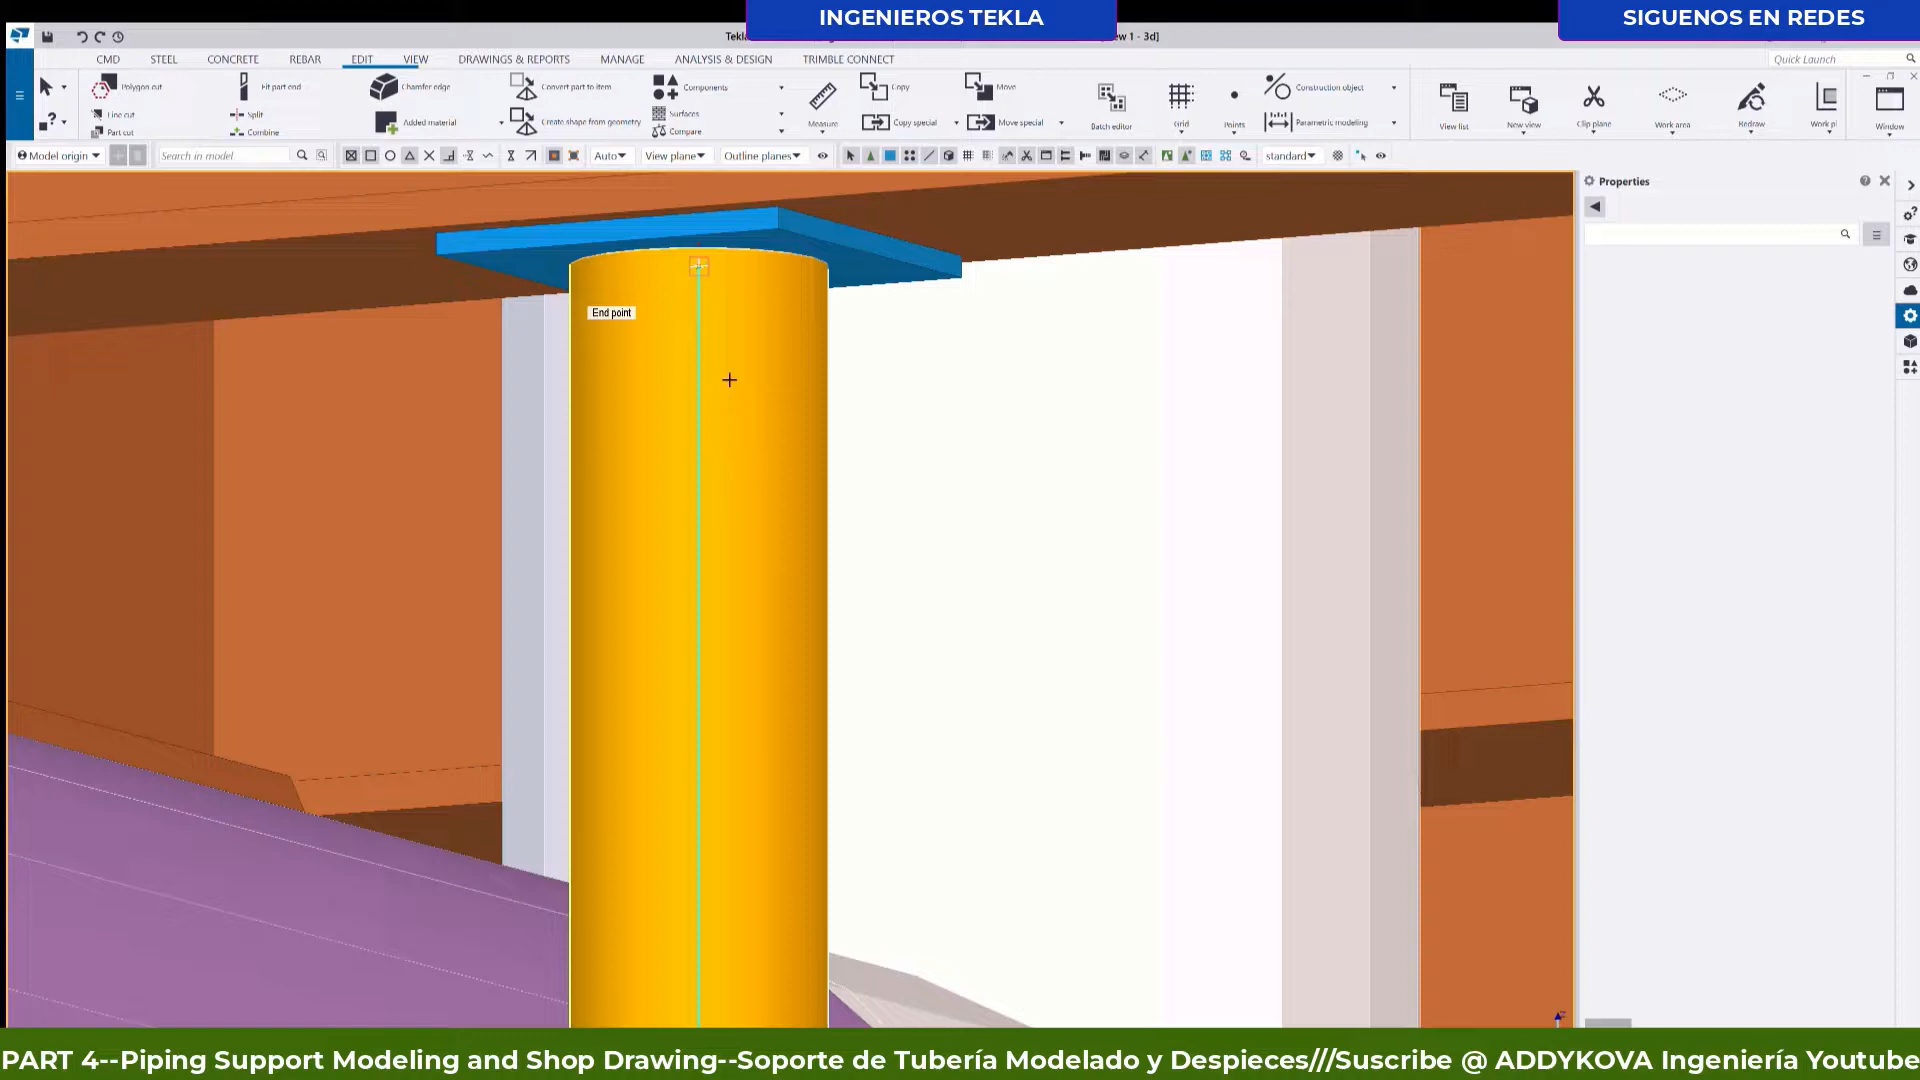 INGENIEROS TEKLA
SIGUENOS EN REDES
Tekla
ew 1 - 3d]
CMD STEEL CONCRETE REBAR EDIT VIEW DRAWINGS & REPORTS MANAGE ANALYSIS & DESIGN TRIMBLE CONNECT
Quick Launch
Polygon cut Fit part end Chamfer edge Convert part to item Components Copy Move Construction object
Line cut Split Added material Create shape from geometry Surfaces Measure Copy special Move special Batch editor Grid Points Parametric modeling View list New view Clip plane Work area Redraw Work pl Window
Part cut Combine Compare
Model origin Search in model Auto View plane Outline planes standard
Properties
End point
PART 4--Piping Support Modeling and Shop Drawing--Soporte de Tubería Modelado y Despieces///Suscribe @ ADDYKOVA Ingeniería Youtube